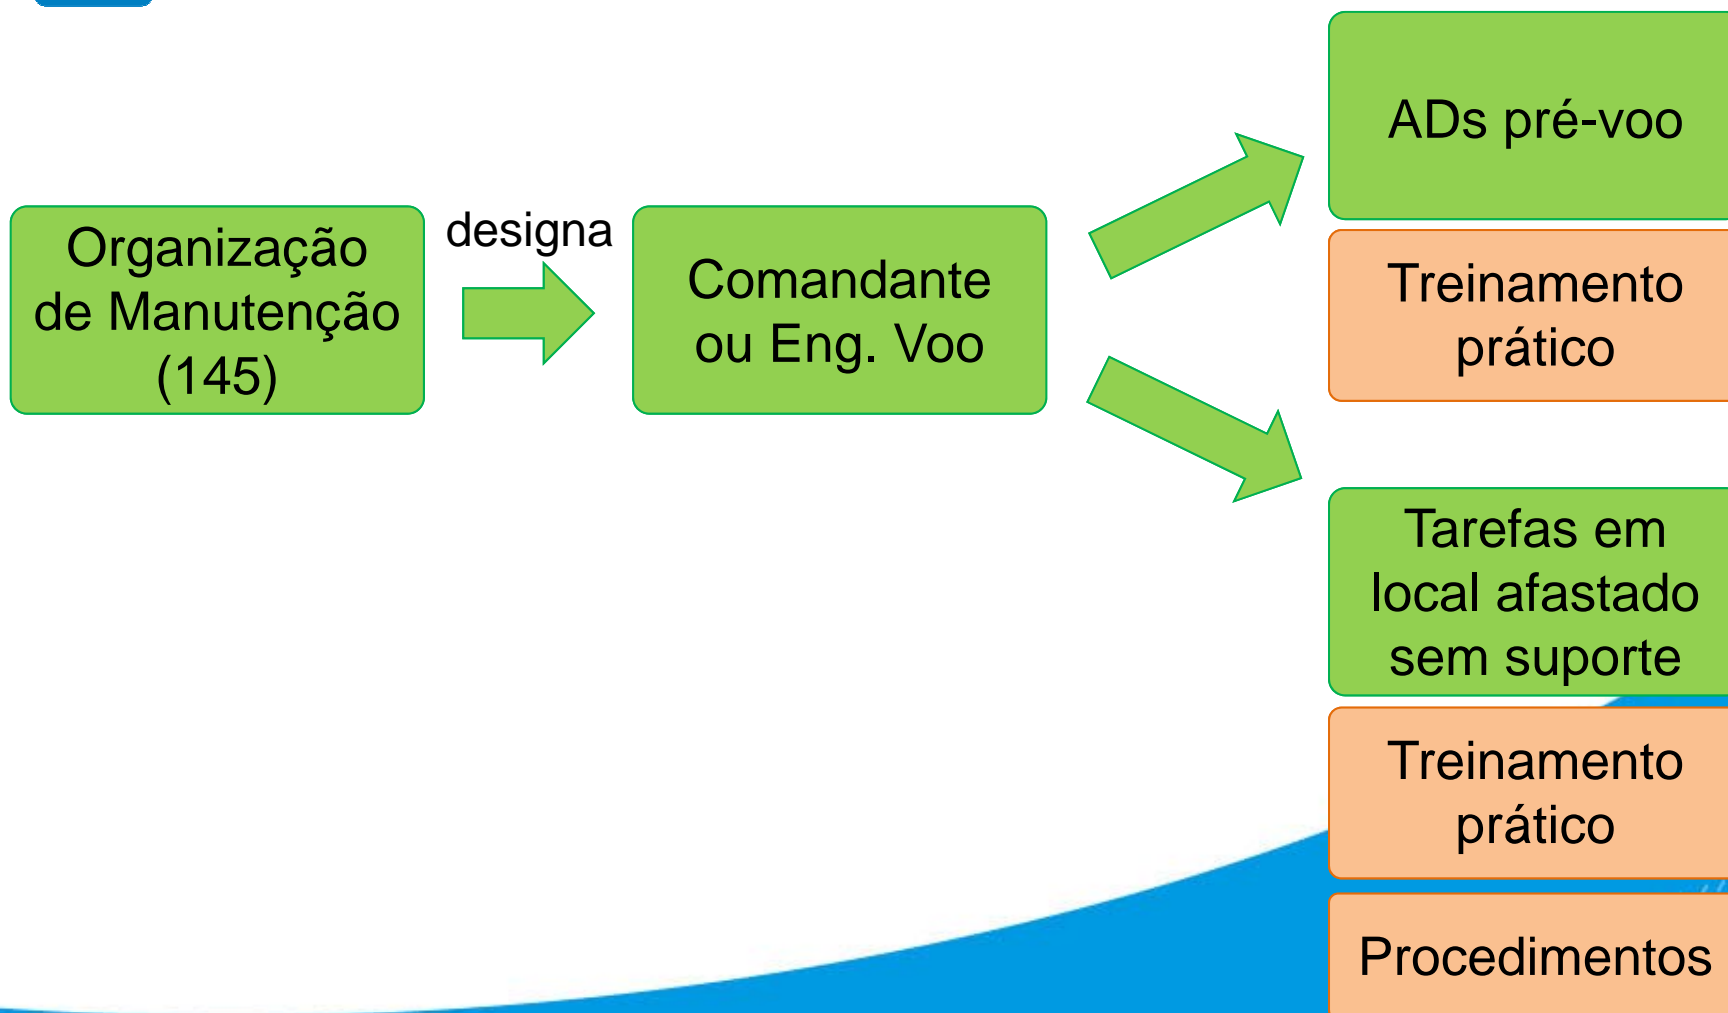 Organização
de Manutenção
(145)
designa
Comandante
ou Eng. Voo
ADs pré-voo
Treinamento
prático
Tarefas em
local afastado
sem suporte
Treinamento
prático
Procedimentos